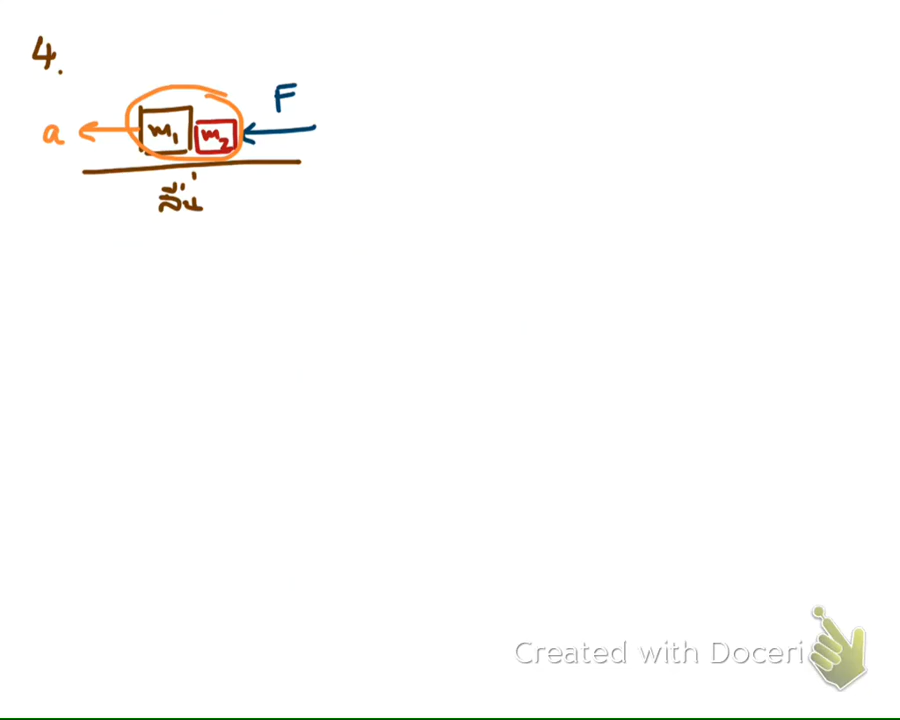 4.
F
a m₁ m₂
ลื่น
Created with Doceri